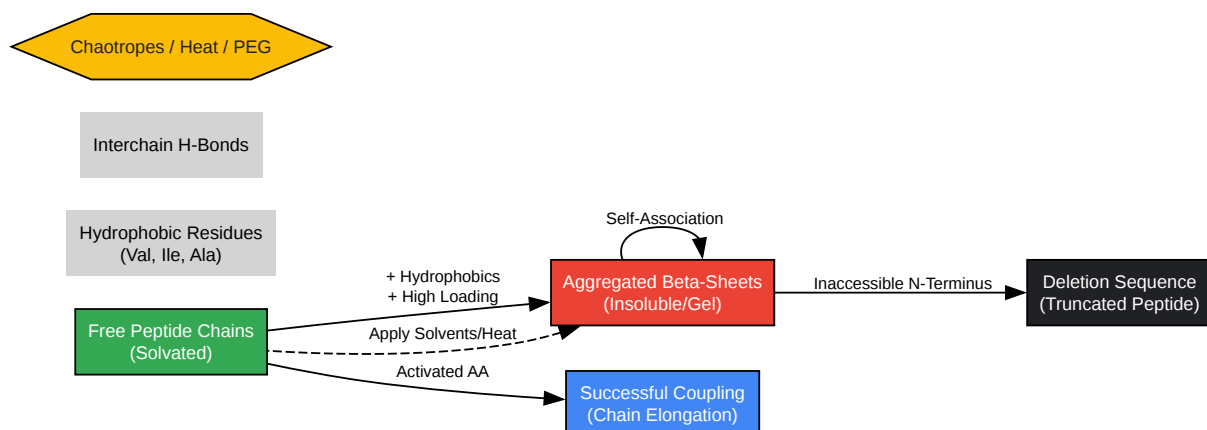 Chaotropes / Heat / PEG
Interchain H-Bonds
Hydrophobic Residues
(Val, Ile, Ala)
Free Peptide Chains
(Solvated)
+ Hydrophobics
+ High Loading
Apply Solvents/Heat
Activated AA
Self-Association
Aggregated Beta-Sheets
(Insoluble/Gel)
Successful Coupling
(Chain Elongation)
Inaccessible N-Terminus
Deletion Sequence
(Truncated Peptide)